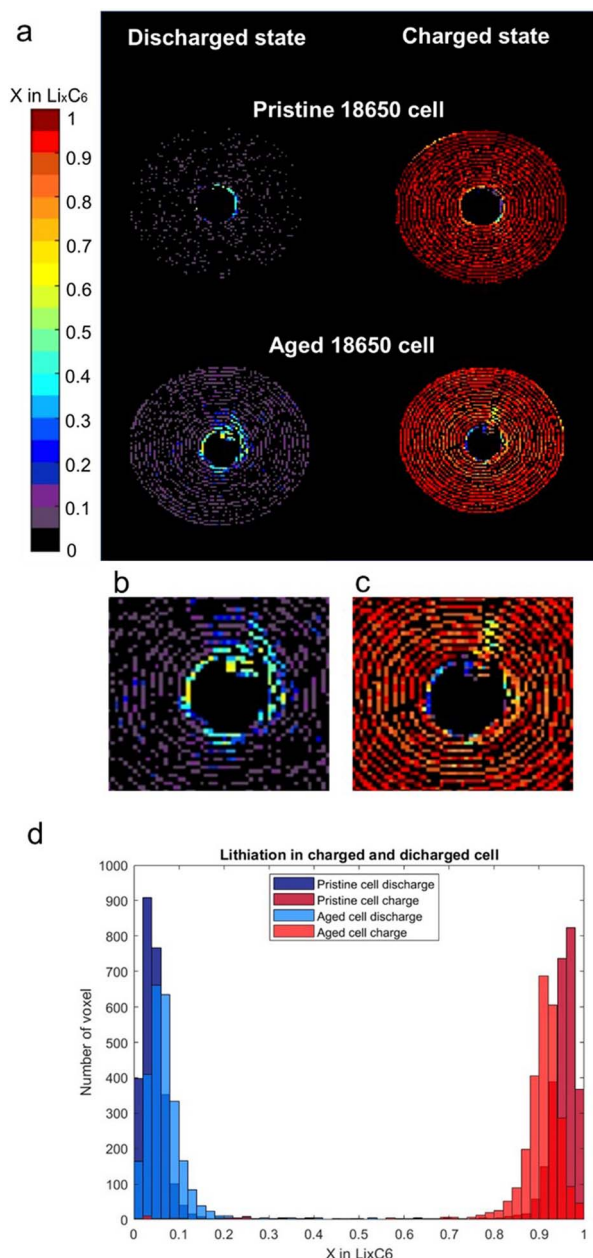 a
Discharged state
Charged state
X in LixC6
Pristine 18650 cell
1
0.9
0.8
0.7
0.6
0.5
0.4
0.3
0.2
0.1
0
Aged 18650 cell
b
c
d
Lithiation in charged and dicharged cell
Pristine cell discharge
Pristine cell charge
Aged cell discharge
Aged cell charge
Number of voxel
1000
900
800
700
600
500
400
300
200
100
0
0 0.1 0.2 0.3 0.4 0.5 0.6 0.7 0.8 0.9 1
X in LixC6